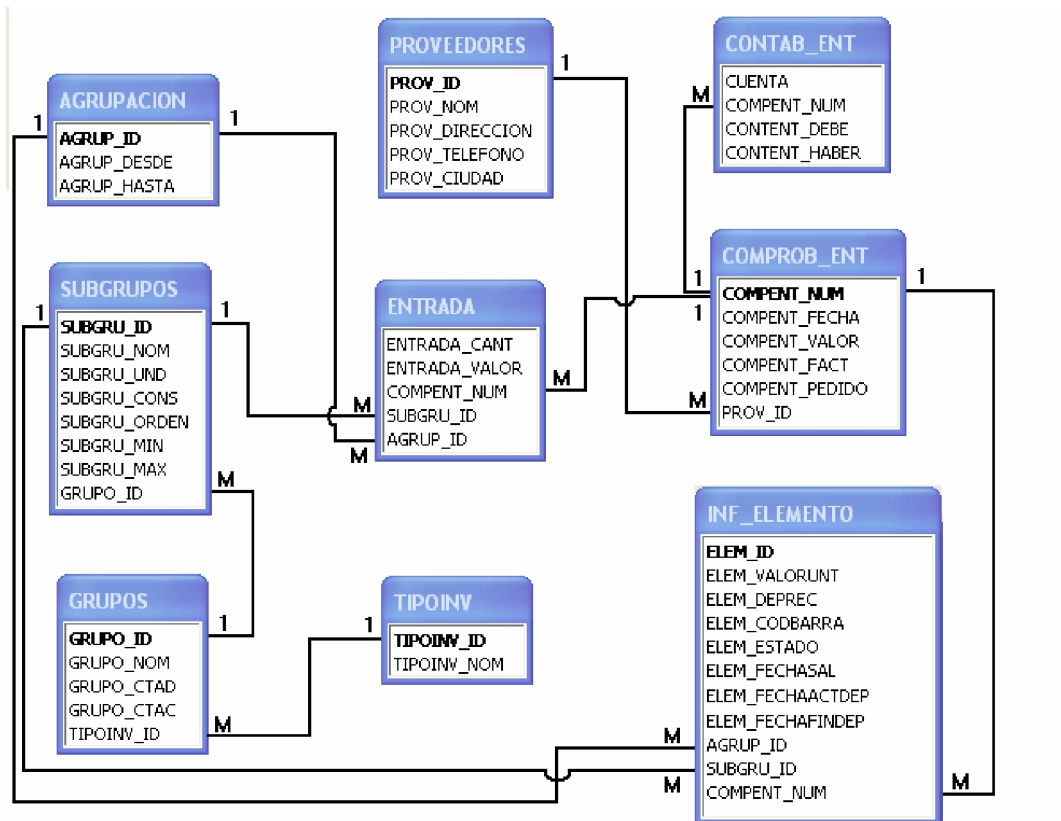 AGRUPACION
AGRUP_ID
AGRUP_DESDE
AGRUP_HASTA
1
1
PROVEEDORES
PROV_ID
PROV_NOM
PROV_DIRECCION
PROV_TELEFONO
PROV_CIUDAD
1
CONTAB_ENT
CUENTA
COMPENT_NUM
CONTENT_DEBE
CONTENT_HABER
M
SUBGRUPOS
SUBGRU_ID
SUBGRU_NOM
SUBGRU_UND
SUBGRU_CONS
SUBGRU_ORDEN
SUBGRU_MIN
SUBGRU_MAX
GRUPO_ID
1
1
M
ENTRADA
ENTRADA_CANT
ENTRADA_VALOR
COMPENT_NUM
SUBGRU_ID
AGRUP_ID
M
M
M
COMPROB_ENT
COMPENT_NUM
COMPENT_FECHA
COMPENT_VALOR
COMPENT_FACT
COMPENT_PEDIDO
PROV_ID
1
1
1
M
GRUPOS
GRUPO_ID
GRUPO_NOM
GRUPO_CTAD
GRUPO_CTAC
TIPOINV_ID
1
M
TIPOINV
TIPOINV_ID
TIPOINV_NOM
1
INF_ELEMENTO
ELEM_ID
ELEM_VALORUNT
ELEM_DEPREC
ELEM_CODBARRA
ELEM_ESTADO
ELEM_FECHASAL
ELEM_FECHAACTDEP
ELEM_FECHAFINDEP
AGRUP_ID
SUBGRU_ID
COMPENT_NUM
M
M
M